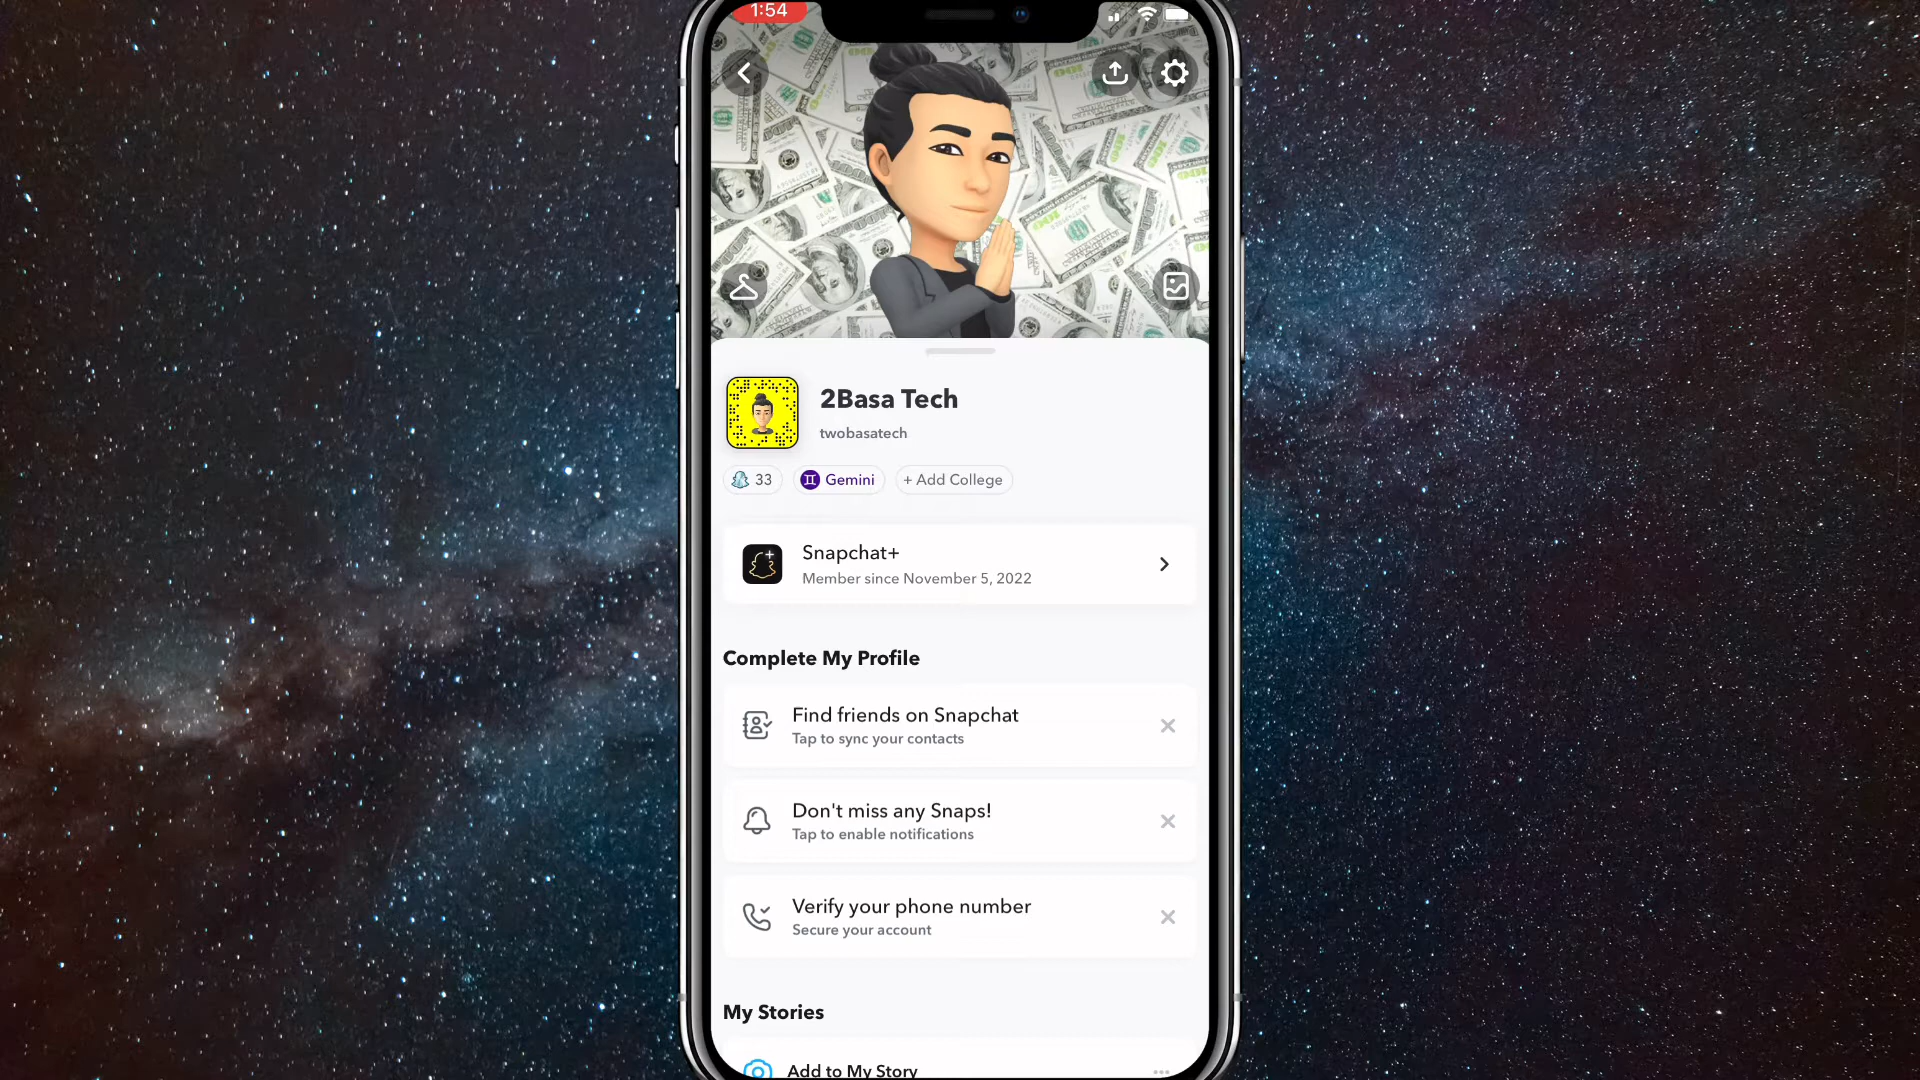 1:54
2Basa Tech
twobasatech
33
Gemini
+ Add College
Snapchat+
Member since November 5, 2022
Complete My Profile
Find friends on Snapchat
Tap to sync your contacts
Don't miss any Snaps!
Tap to enable notifications
Verify your phone number
Secure your account
My Stories
Add to My Story